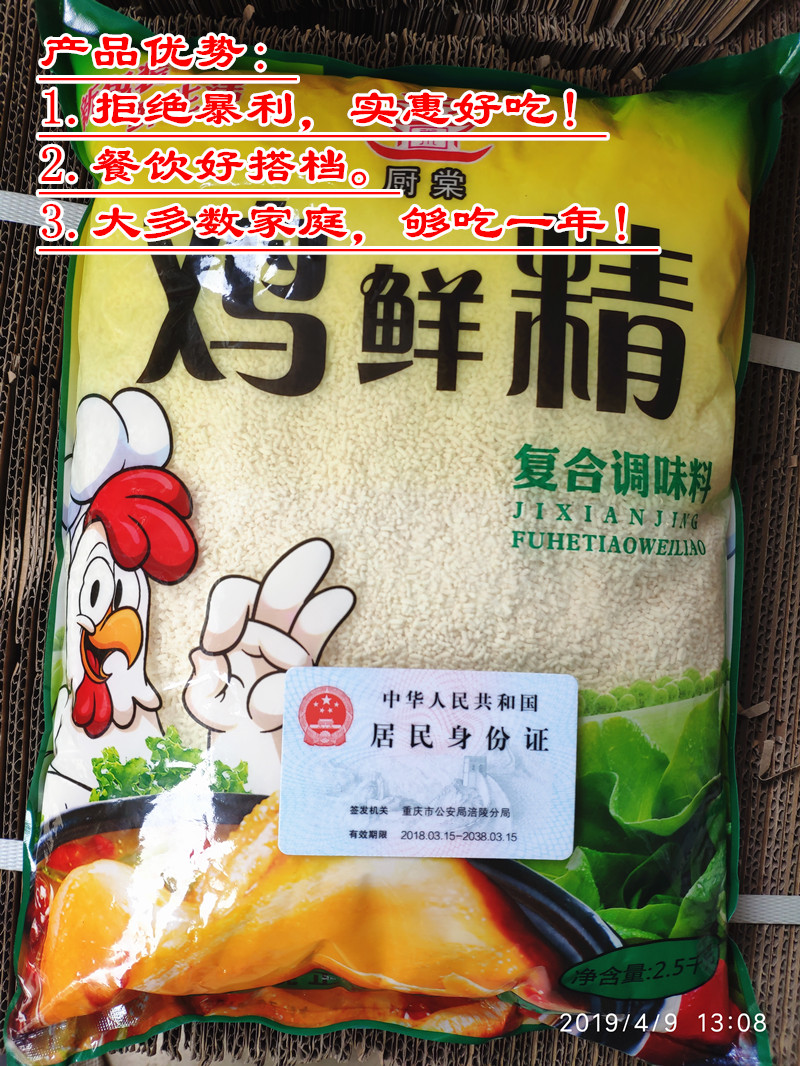 产品优势：
1.拒绝暴利，实惠好吃！
2.餐饮好搭档。
3.大多数家庭，够吃一年！
厨棠
鸡鲜精
复合调味料
JIXIANJING
FUHETIAOWEILIAO
中华人民共和国
居民身份证
签发机关 重庆市公安局涪陵分局
有效期限 2018.03.15-2038.03.15
净含量:2.5千
2019/4/9 13:08